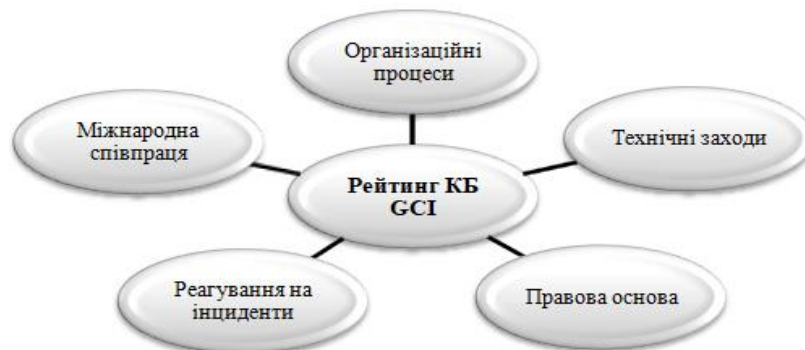 Організаційні
процеси
Міжнародна
співпраця
Технічні заходи
Рейтинг КБ
GCI
Реагування на
інциденти
Правова основа